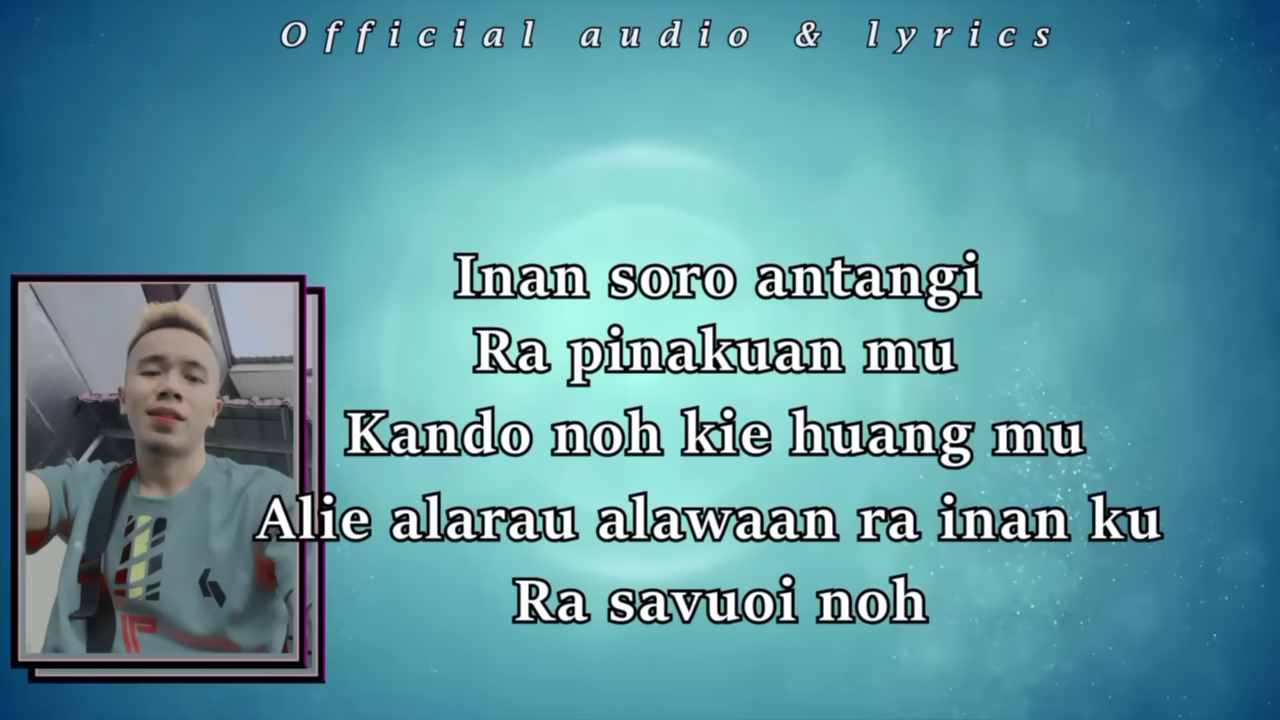 Official audio & lyrics
Inan soro antangi
Ra pinakuan mu
Kando noh kie huang mu
Alie alarau alawaan ra inan ku
Ra savuoi noh